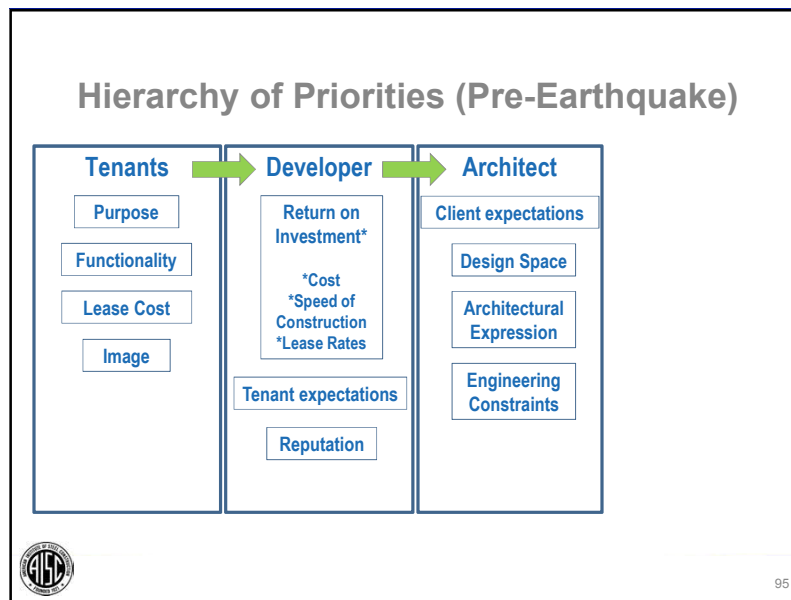 Hierarchy of Priorities (Pre-Earthquake)
Tenants
Purpose
Functionality
Lease Cost
Image
Developer
Return on
Investment*
*Cost
*Speed of
Construction
*Lease Rates
Tenant expectations
Reputation
Architect
Client expectations
Design Space
Architectural
Expression
Engineering
Constraints
AISC
95